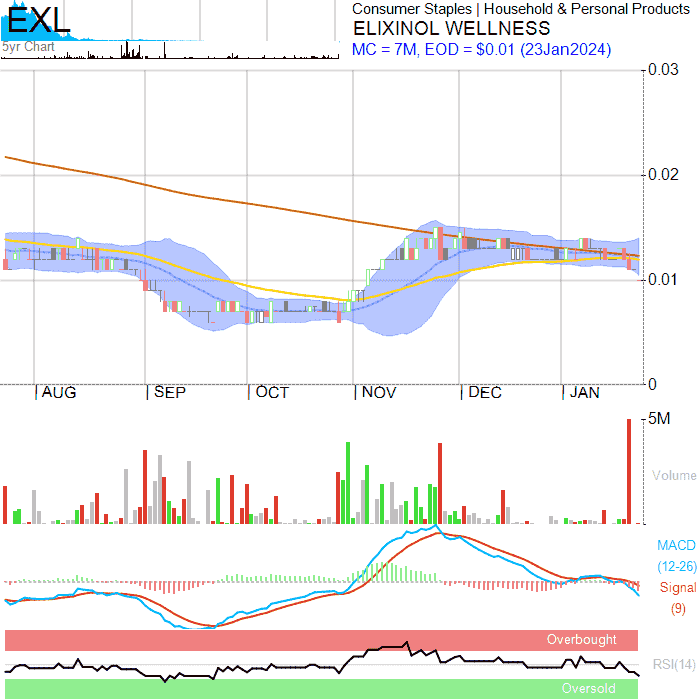 EXL
5yr Chart
Consumer Staples | Household & Personal Products
ELIXINOL WELLNESS
MC = 7M, EOD = $0.01 (23Jan2024)
0.03
0.02
0.01
0
AUG SEP OCT NOV DEC JAN
5M
Volume
MACD
(12-26)
Signal
(9)
Overbought
RSI(14)
Oversold